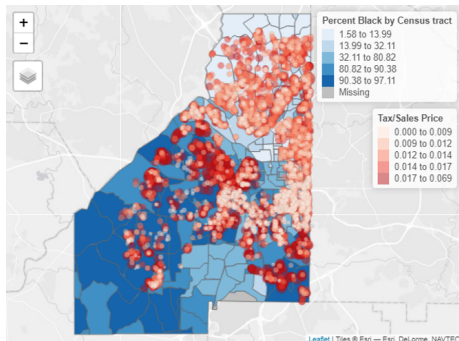 +
−
Percent Black by Census tract
1.58 to 13.99
13.99 to 32.11
32.11 to 80.82
80.82 to 90.38
90.38 to 97.11
Missing
Tax/Sales Price
0.000 to 0.009
0.009 to 0.012
0.012 to 0.014
0.014 to 0.017
0.017 to 0.069
Leaflet | Tiles © Esri — Esri, DeLorme, NAVTEQ